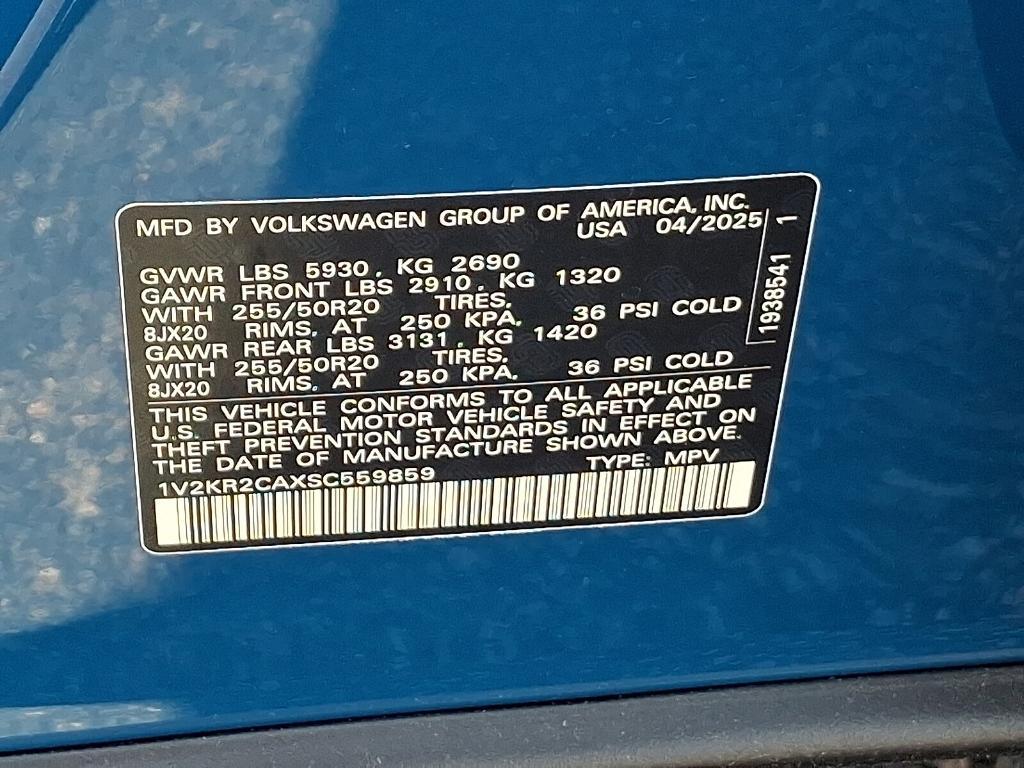 MFD BY VOLKSWAGEN GROUP OF AMERICA, INC.
USA 04/2025
GVWR LBS 5930, KG 2690
GAWR FRONT LBS 2910, KG 1320
WITH 255/50R20 TIRES,
8JX20 RIMS, AT 250 KPA, 36 PSI COLD
GAWR REAR LBS 3131, KG 1420
WITH 255/50R20 TIRES,
8JX20 RIMS, AT 250 KPA, 36 PSI COLD
THIS VEHICLE CONFORMS TO ALL APPLICABLE
U.S. FEDERAL MOTOR VEHICLE SAFETY AND
THEFT PREVENTION STANDARDS IN EFFECT ON
THE DATE OF MANUFACTURE SHOWN ABOVE.
1V2KR2CAXSC559859 TYPE: MPV
1938541 1